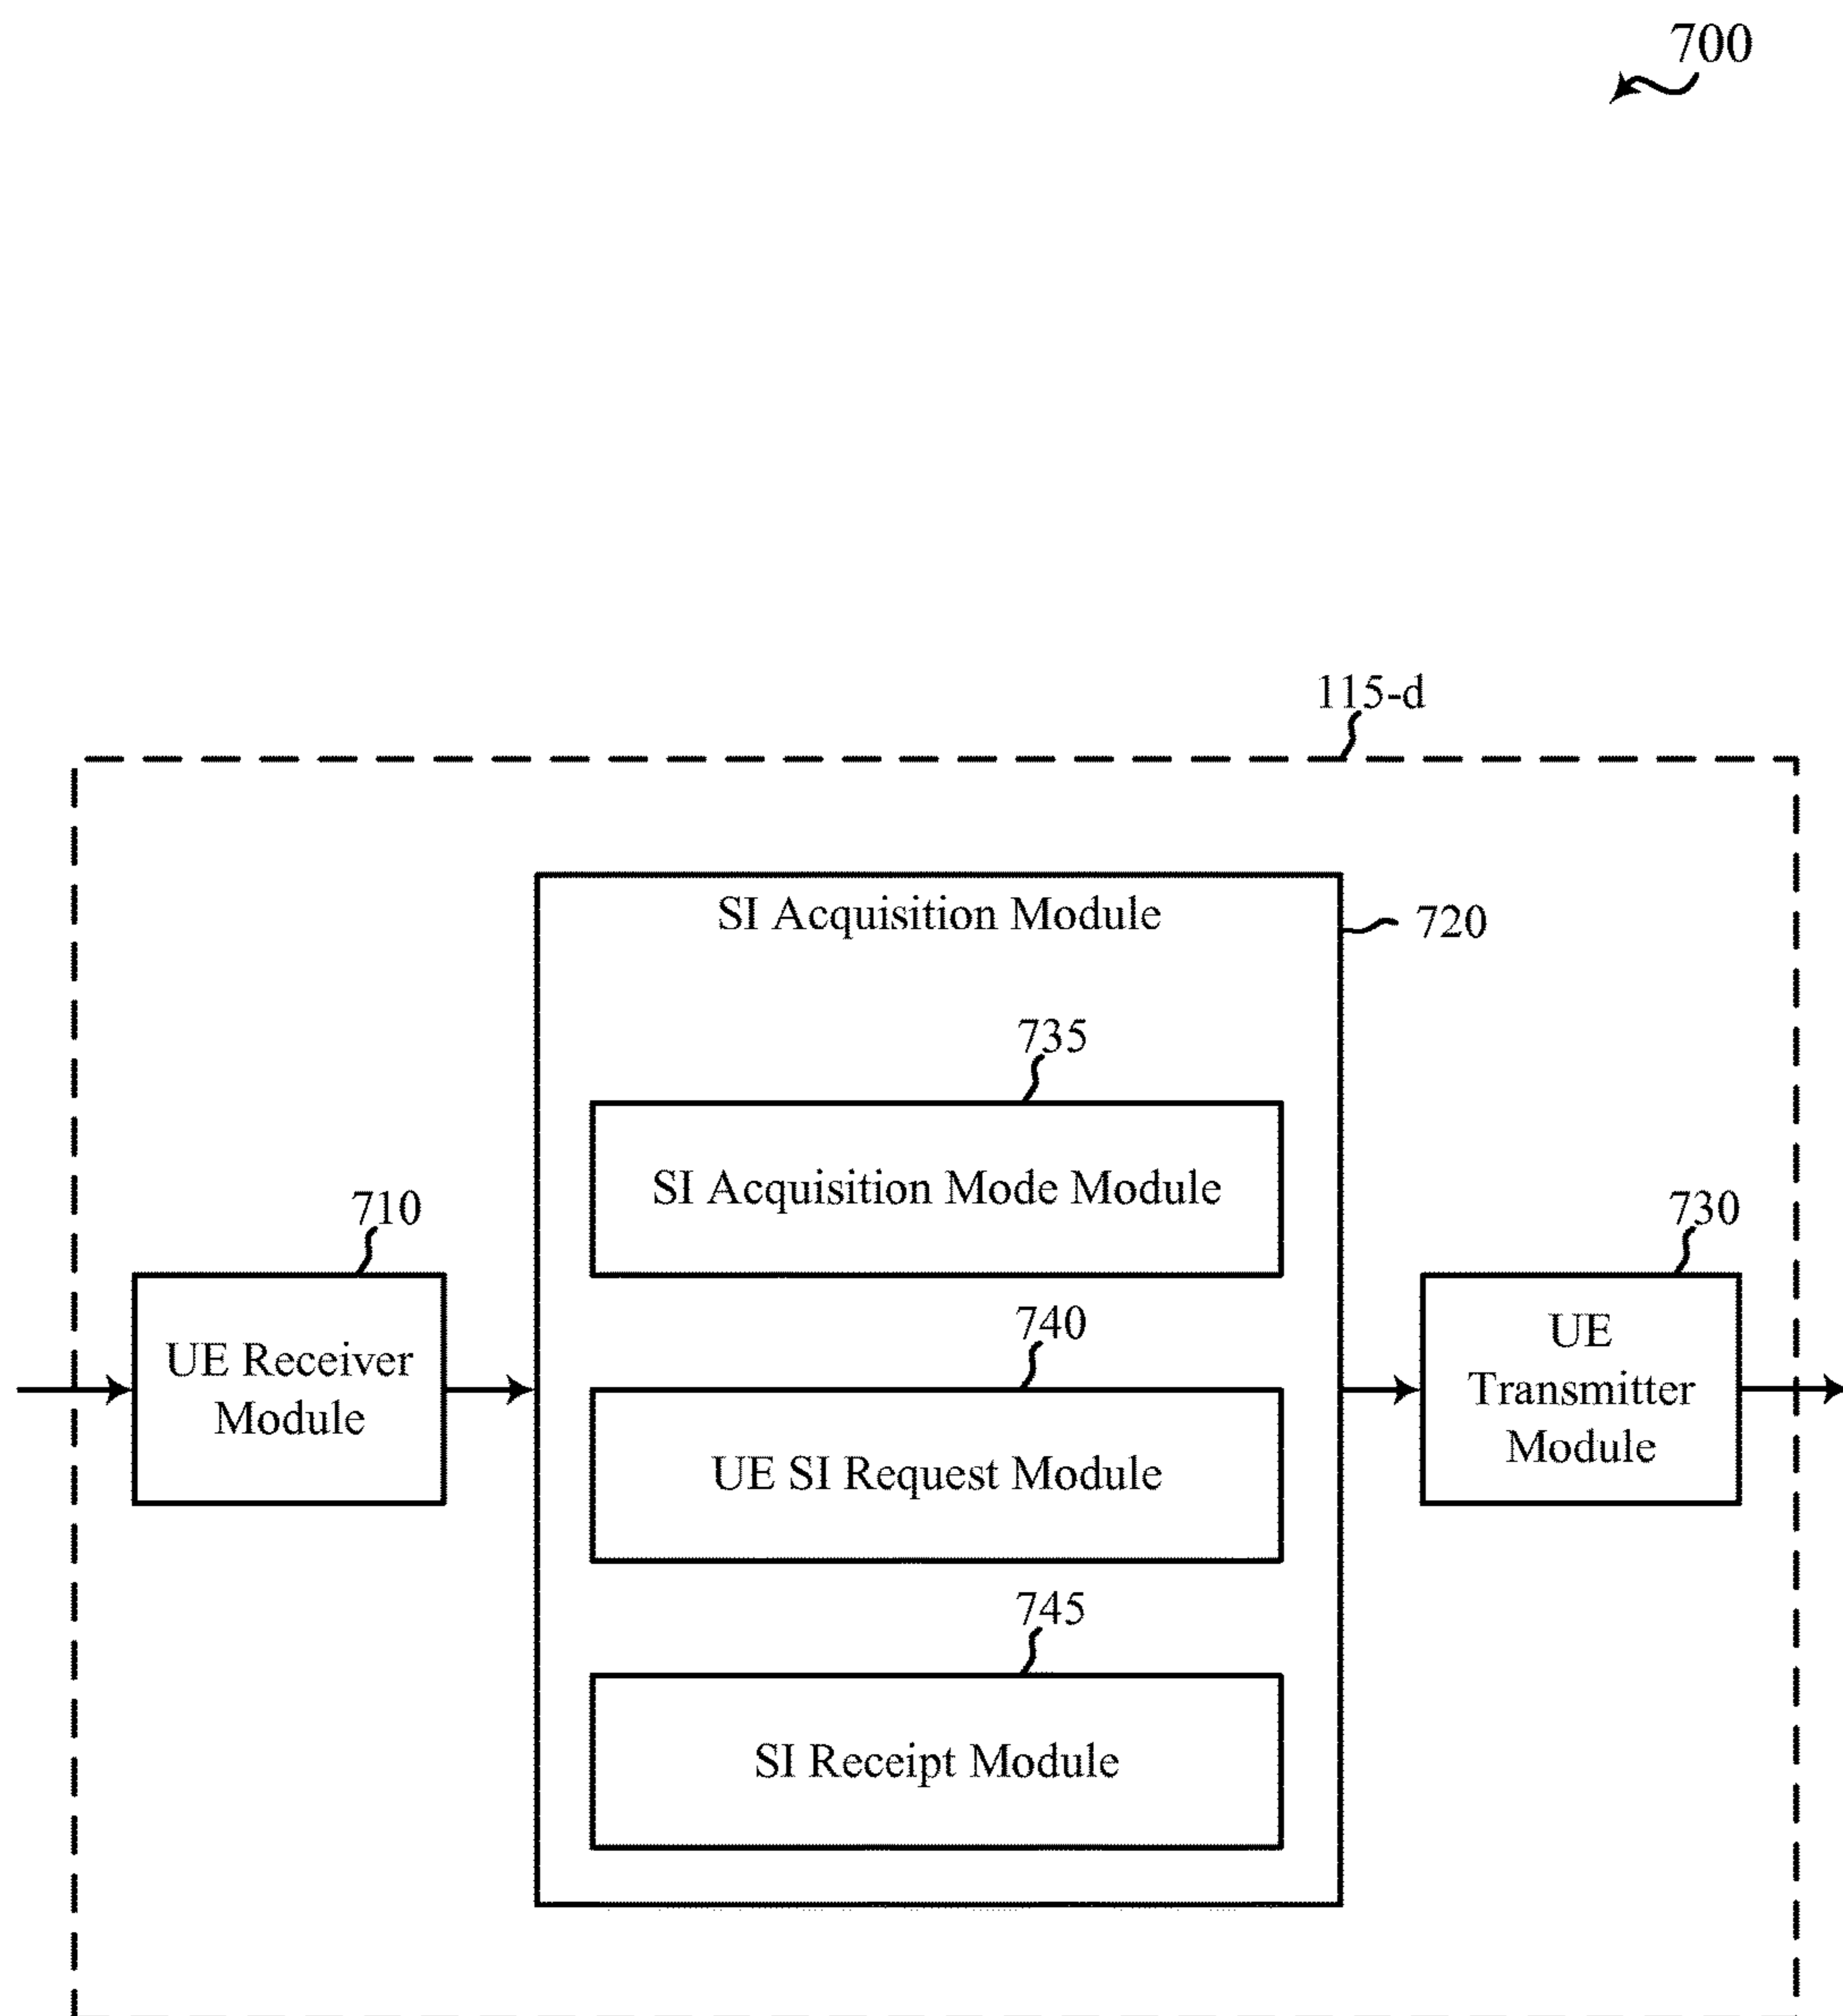 700
115-d
SI Acquisition Module
720
735
SI Acquisition Mode Module
710
730
UE Receiver
Module
740
UE
Transmitter
Module
UE SI Request Module
745
SI Receipt Module